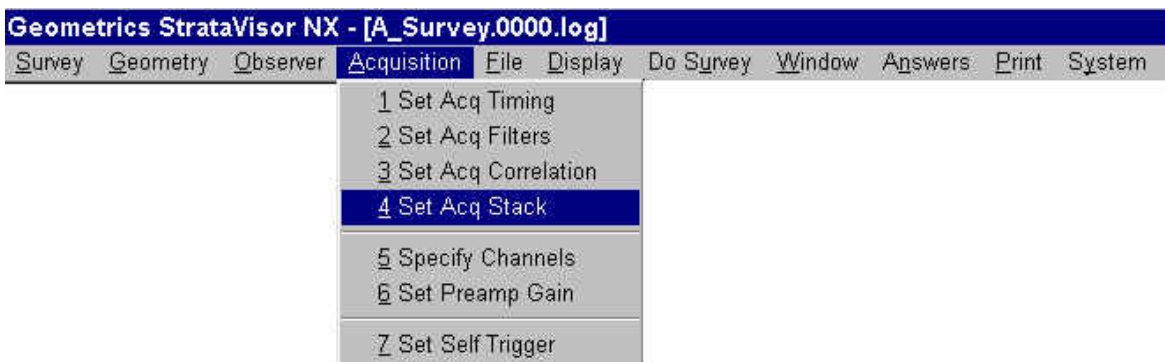 Geometrics StrataVisor NX - [A_Survey.0000.log]
Survey Geometry Observer Acquisition File Display Do Survey Window Answers Print System
1 Set Acq Timing
2 Set Acq Filters
3 Set Acq Correlation
4 Set Acq Stack
5 Specify Channels
6 Set Preamp Gain
7 Set Self Trigger